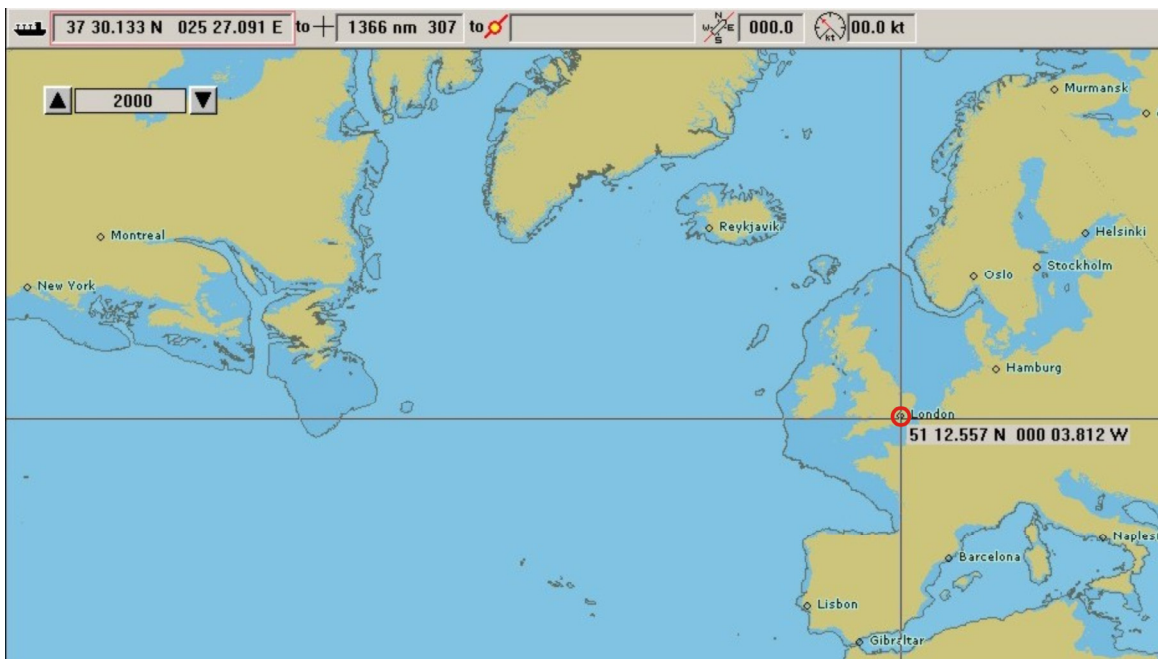 37 30.133 N 025 27.091 E to 1366 nm 307 to N W E S 000.0 kt 00.0 kt
2000
Murmansk
Reykjavik
Montreal
Helsinki
Stockholm
Oslo
New York
Hamburg
London
51 12.557 N 000 03.812 W
Naples
Barcelona
Lisbon
Gibraltar